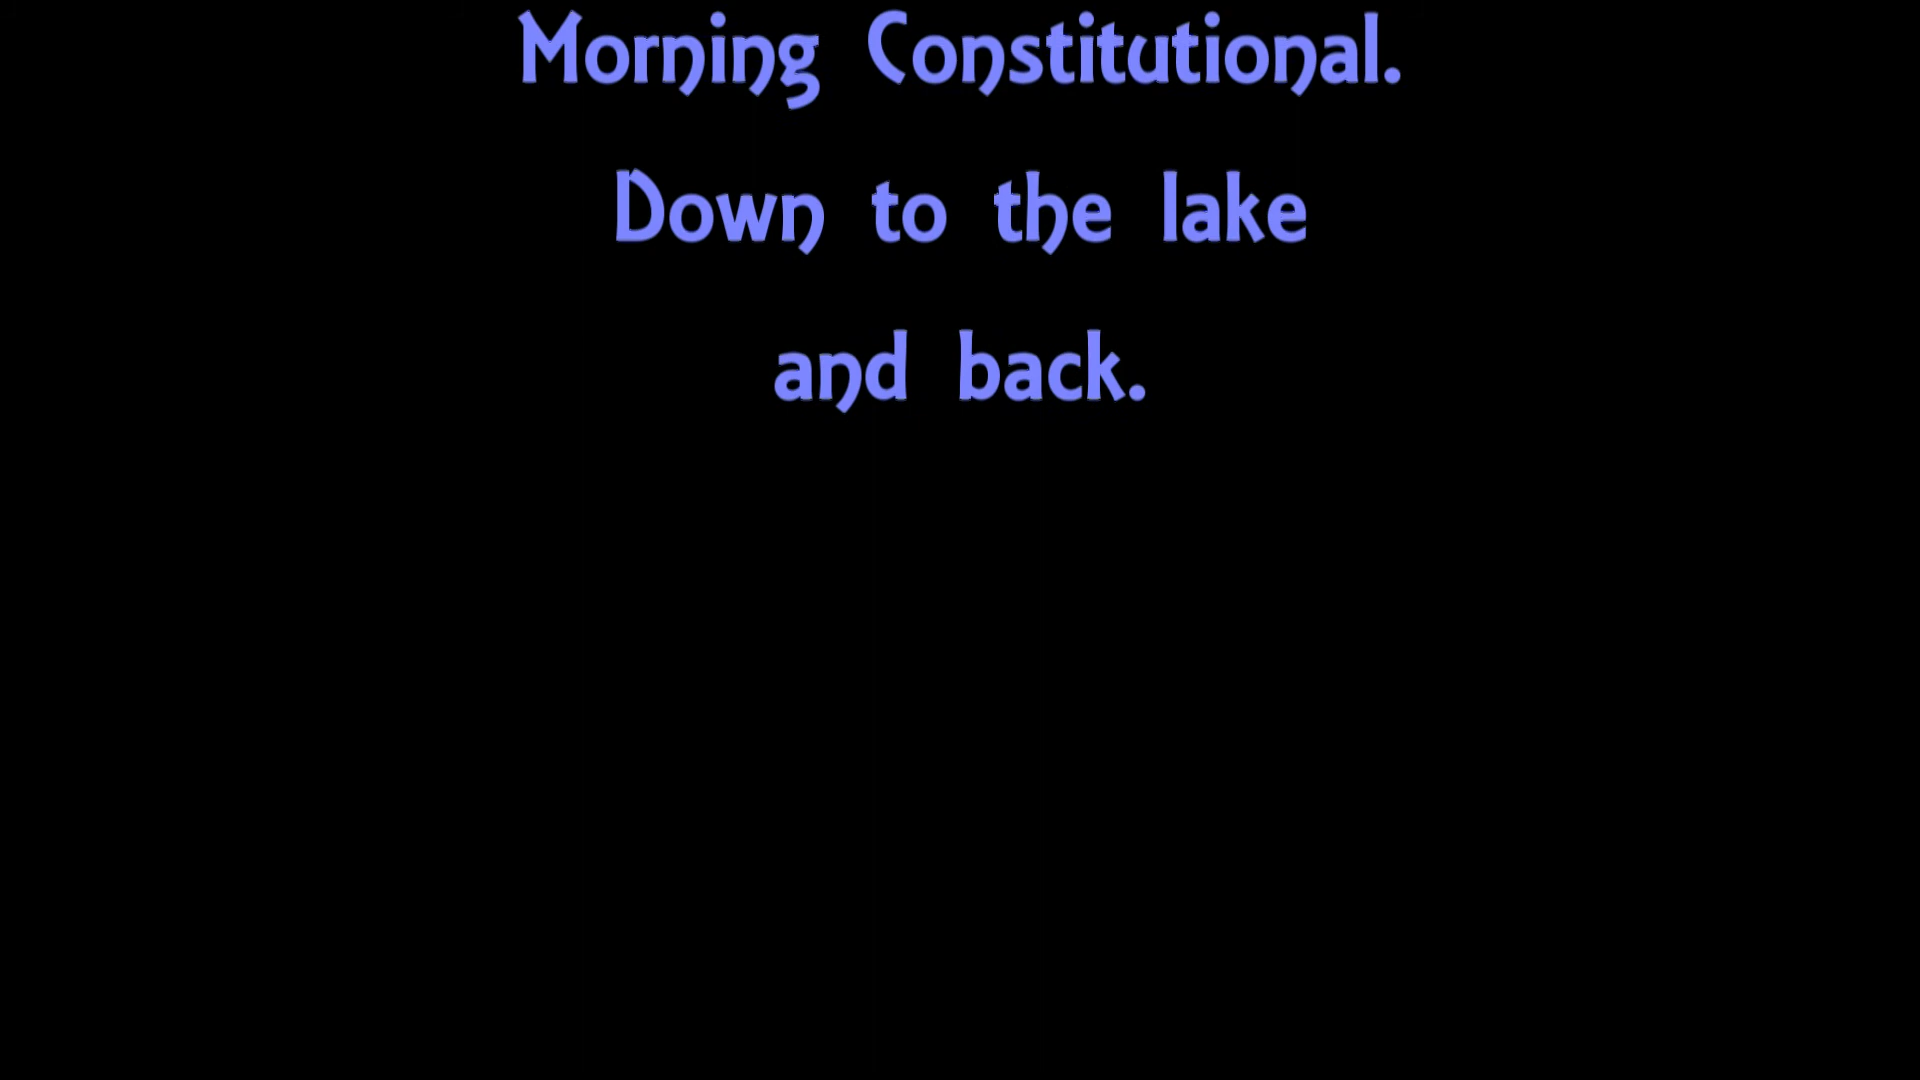 Morning Constitutional.
Down to the lake
and back.